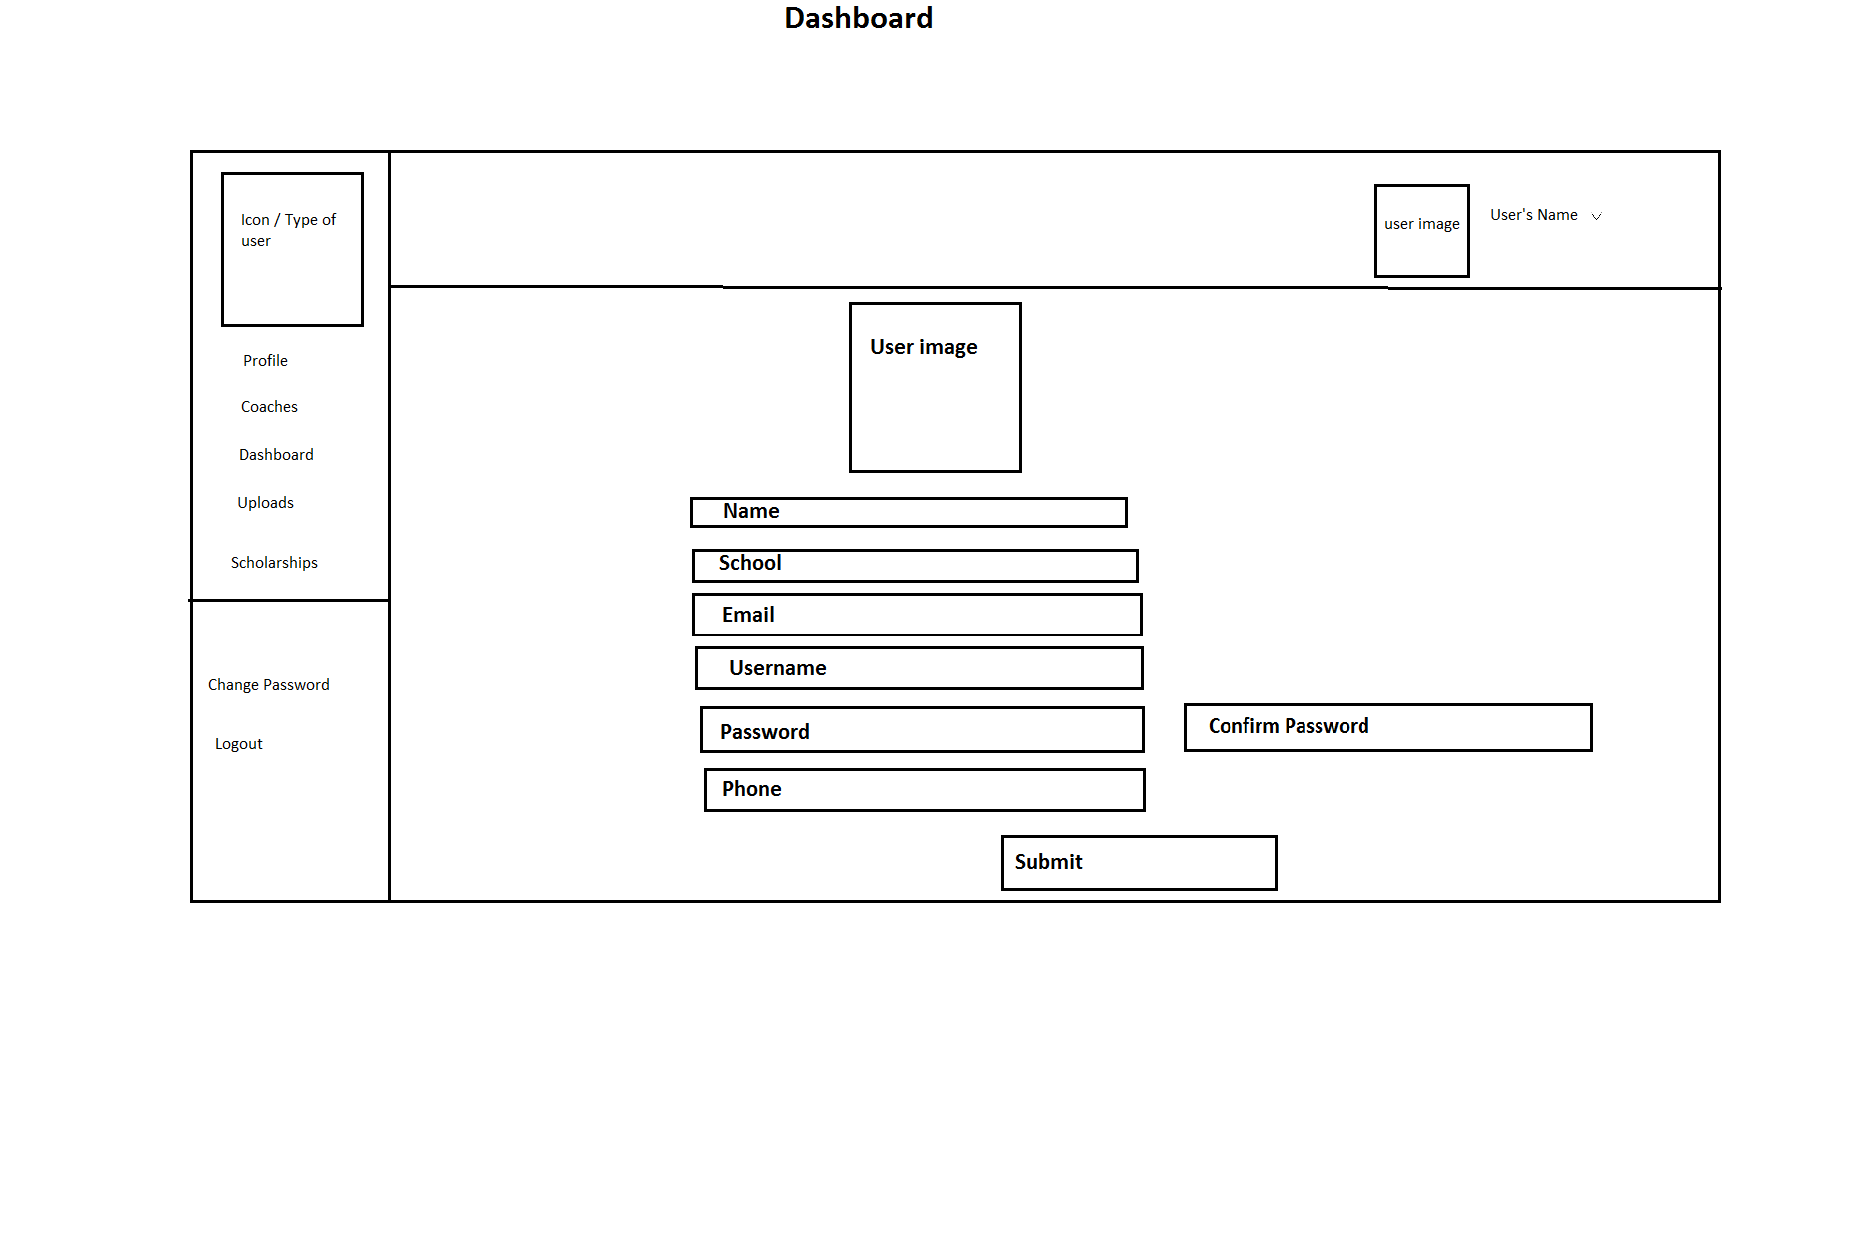 Dashboard
Icon / Type of
user
Profile
Coaches
Dashboard
Uploads
Scholarships
Change Password
Logout
user image
User's Name
User image
Name
School
Email
Username
Password
Confirm Password
Phone
Submit